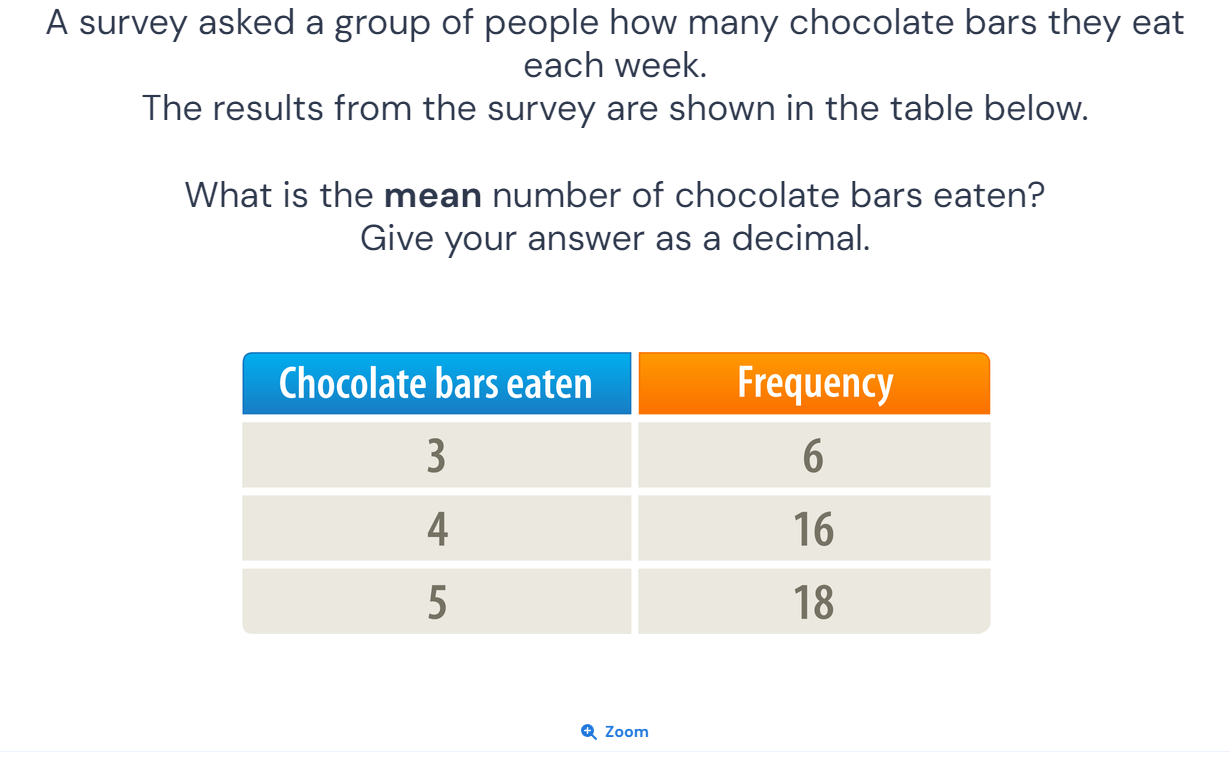 A survey asked a group of people how many chocolate bars they eat
each week.
The results from the survey are shown in the table below.
What is the mean number of chocolate bars eaten?
Give your answer as a decimal.
Chocolate bars eaten Frequency
3 6
4 16
5 18
Zoom